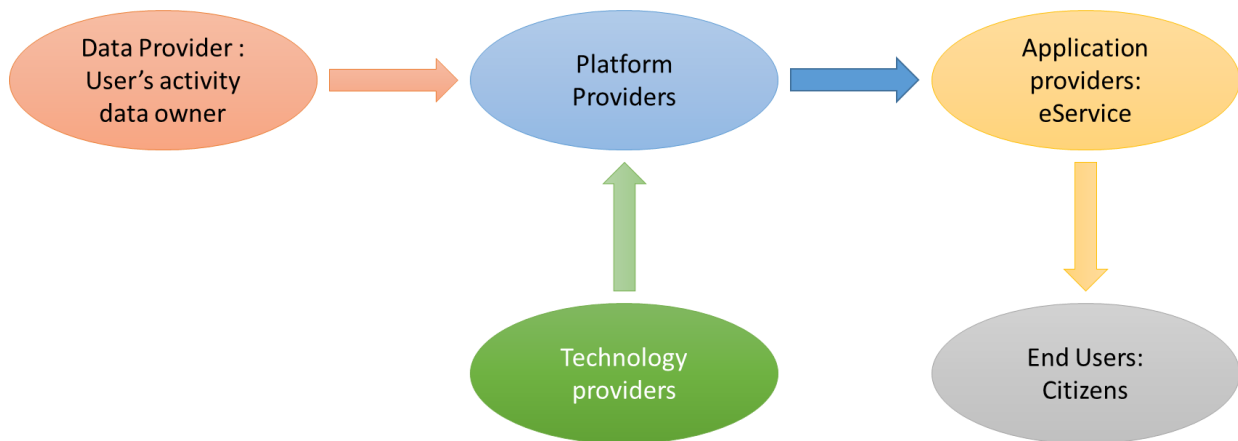 Data Provider :
User’s activity
data owner
Platform
Providers
Application
providers:
eService
Technology
providers
End Users:
Citizens